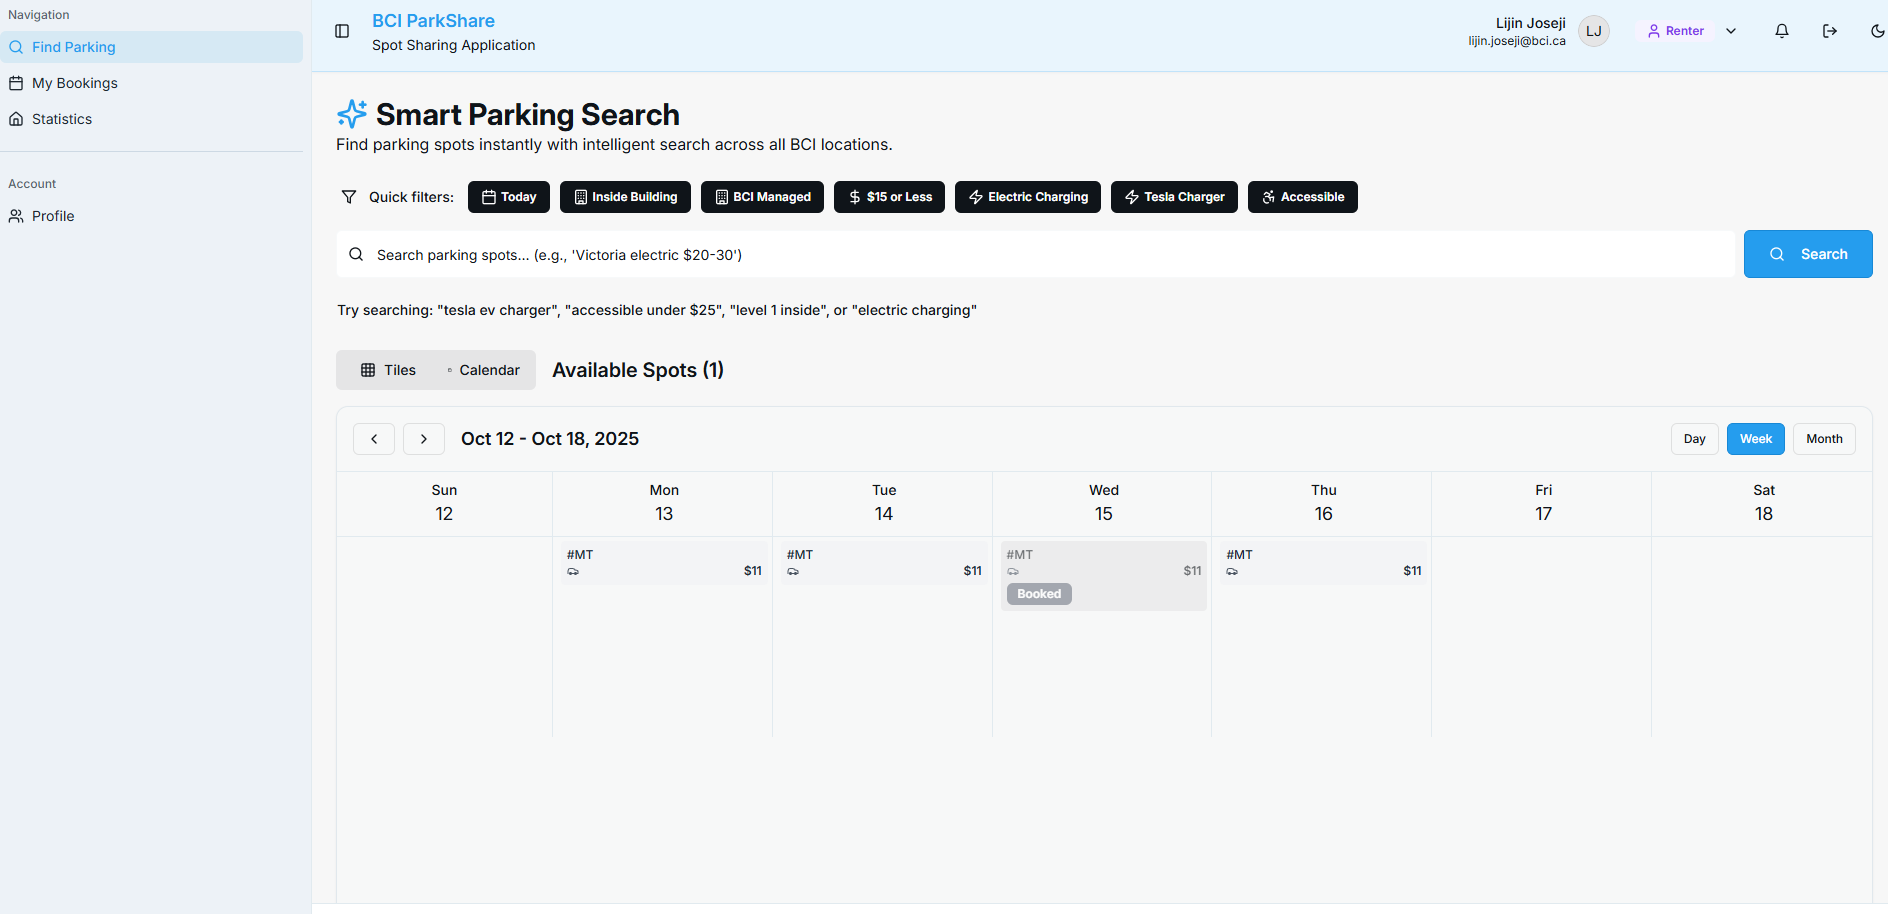 Navigation
Find Parking
My Bookings
Statistics
Account
Profile
BCI ParkShare
Spot Sharing Application
Lijin Joseji
lijin.joseji@bci.ca
LJ
Renter
Smart Parking Search
Find parking spots instantly with intelligent search across all BCI locations.
Quick filters: Today Inside Building BCI Managed $15 or Less Electric Charging Tesla Charger Accessible
Search parking spots... (e.g., 'Victoria electric $20-30')
Search
Try searching: "tesla ev charger", "accessible under $25", "level 1 inside", or "electric charging"
Tiles Calendar Available Spots (1)
Oct 12 - Oct 18, 2025
Day Week Month
Sun Mon Tue Wed Thu Fri Sat
12 13 14 15 16 17 18
#MT #MT #MT #MT
$11 $11 $11 $11
Booked